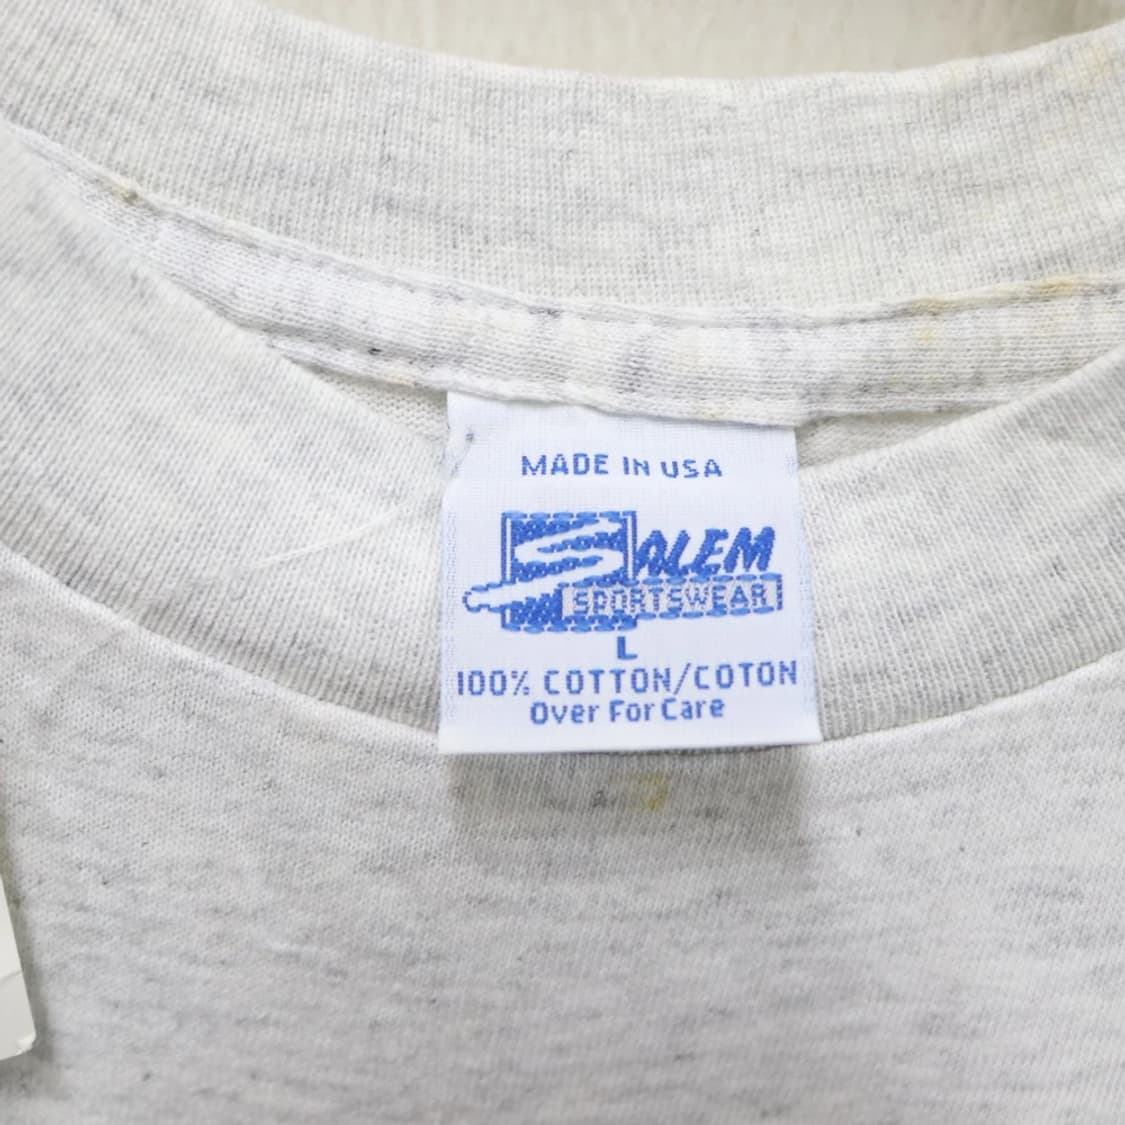 MADE IN USA
SALEM
SPORTSWEAR
L
100% COTTON/COTON
Over For Care